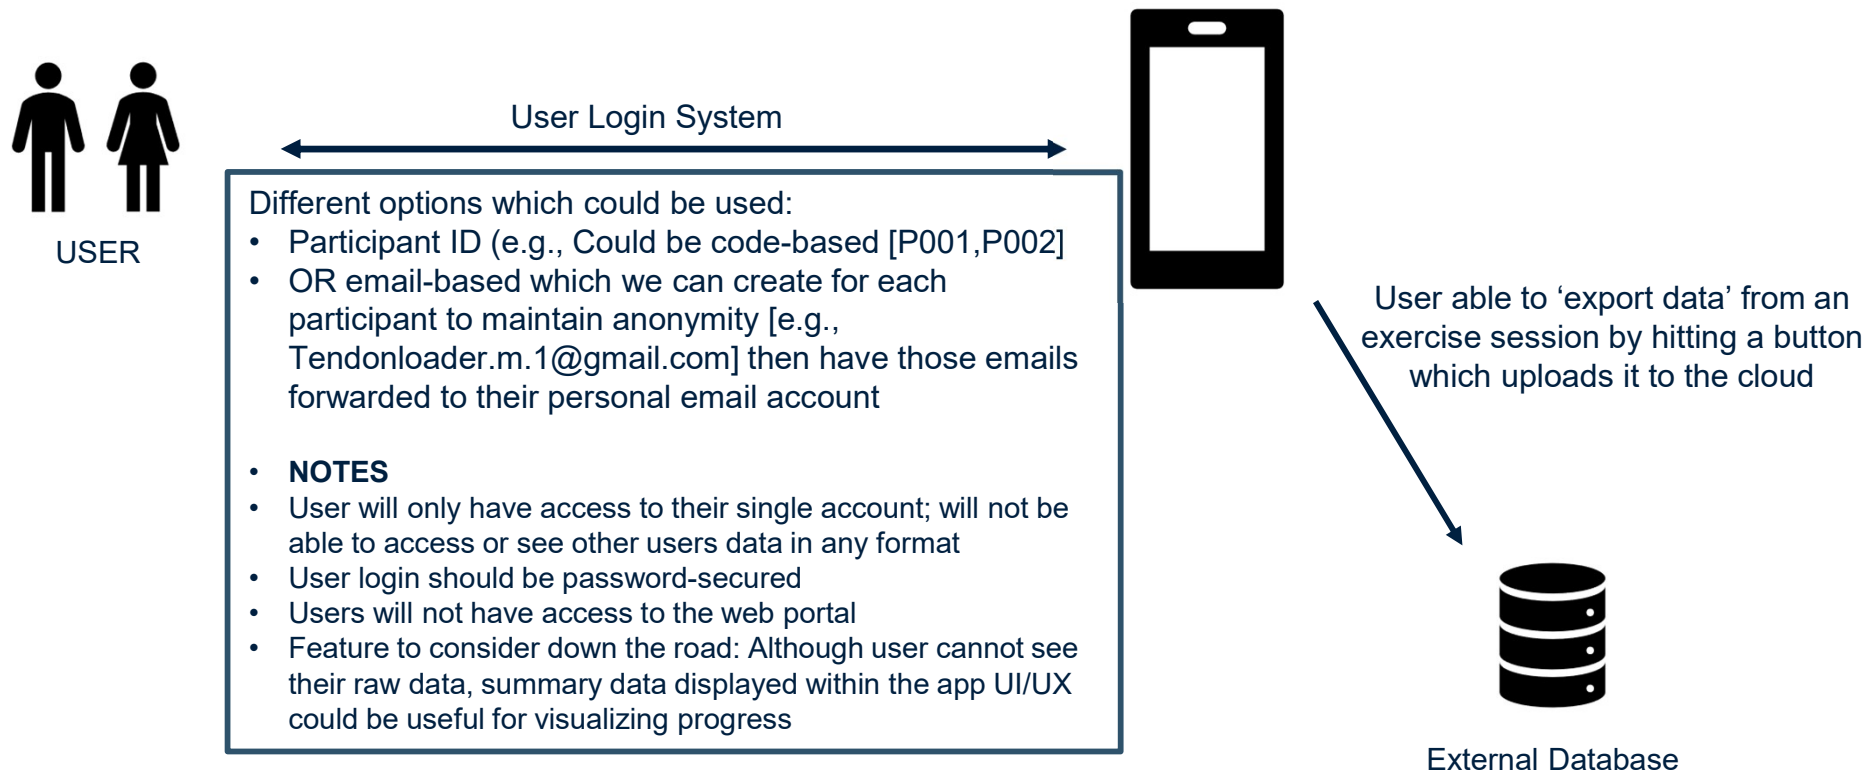 User Login System
USER
Different options which could be used:
• Participant ID (e.g., Could be code-based [P001,P002]
• OR email-based which we can create for each
participant to maintain anonymity [e.g.,
Tendonloader.m.1@gmail.com] then have those emails
forwarded to their personal email account
• NOTES
• User will only have access to their single account; will not be
able to access or see other users data in any format
• User login should be password-secured
• Users will not have access to the web portal
• Feature to consider down the road: Although user cannot see
their raw data, summary data displayed within the app UI/UX
could be useful for visualizing progress
User able to ‘export data’ from an
exercise session by hitting a button
which uploads it to the cloud
External Database